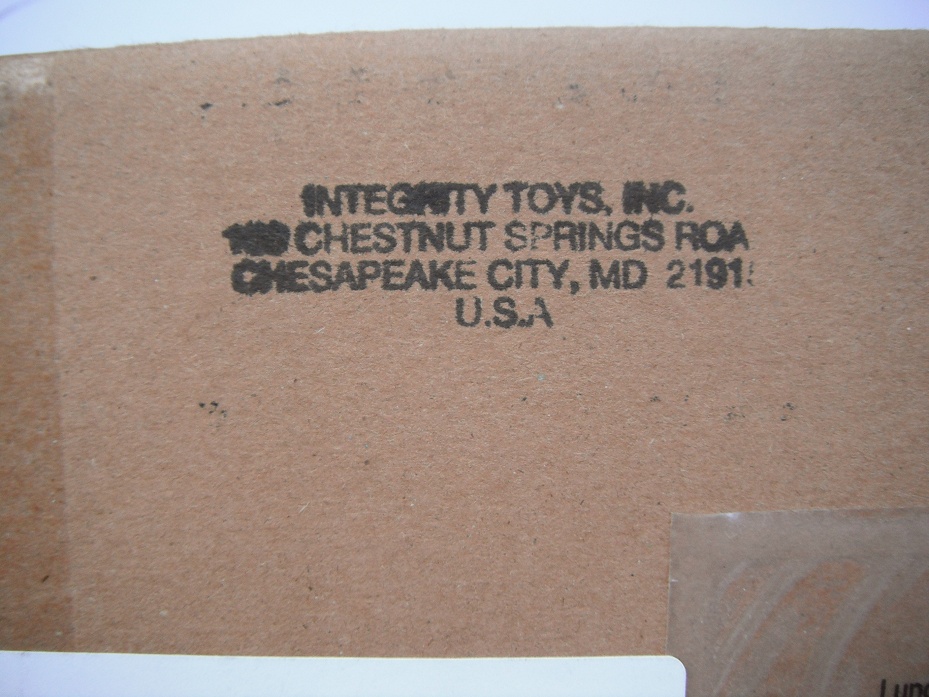 INTEGRITY TOYS, INC.
CHESTNUT SPRINGS ROA
CHESAPEAKE CITY, MD 2191
U.S.A